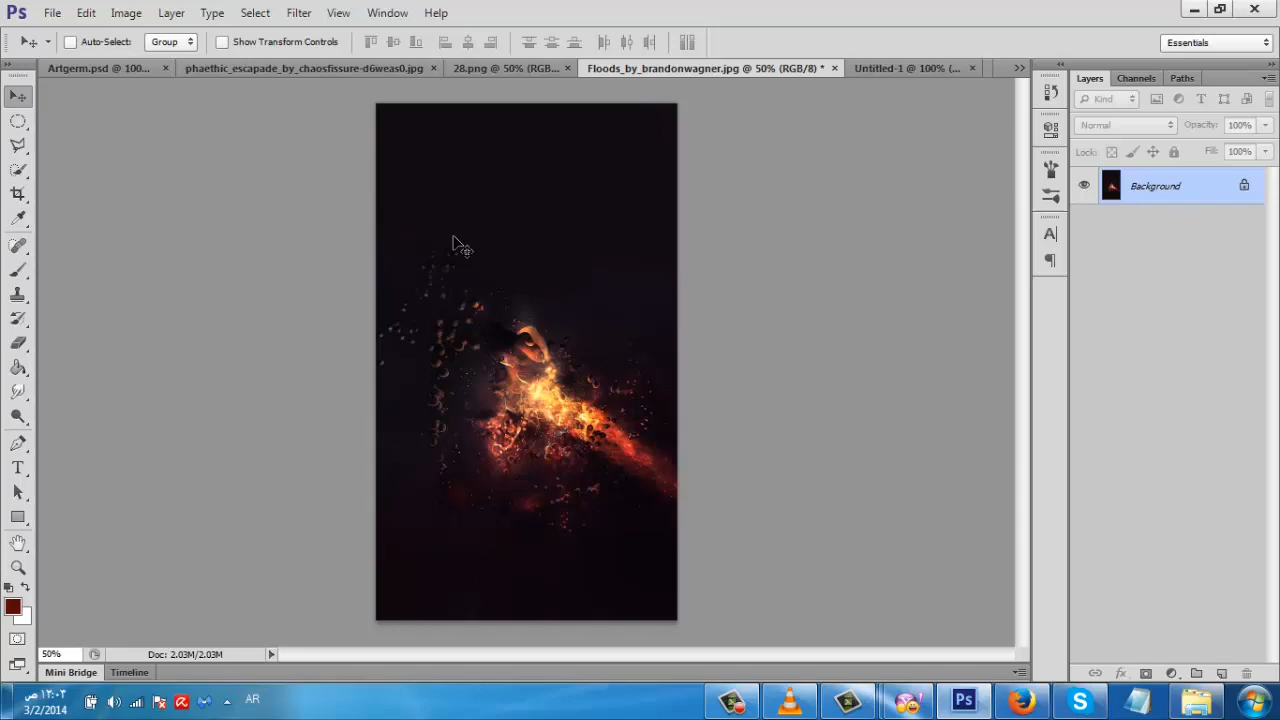 Ps File Edit Image Layer Type Select Filter View Window Help
Auto-Select: Group Show Transform Controls Essentials
Artgerm.psd @ 100... × phaethic_escapade_by_chaosfissure-d6weas0.jpg × 28.png @ 50% (RGB... × Floods_by_brandonwagner.jpg @ 50% (RGB/8) * × Untitled-1 @ 100% (... ×
Layers Channels Paths
Kind
Normal Opacity: 100%
Lock: Fill: 100%
Background
50% Doc: 2.03M/2.03M
Mini Bridge Timeline
١٢:٠٢ ص
3/2/2014
AR
Ps